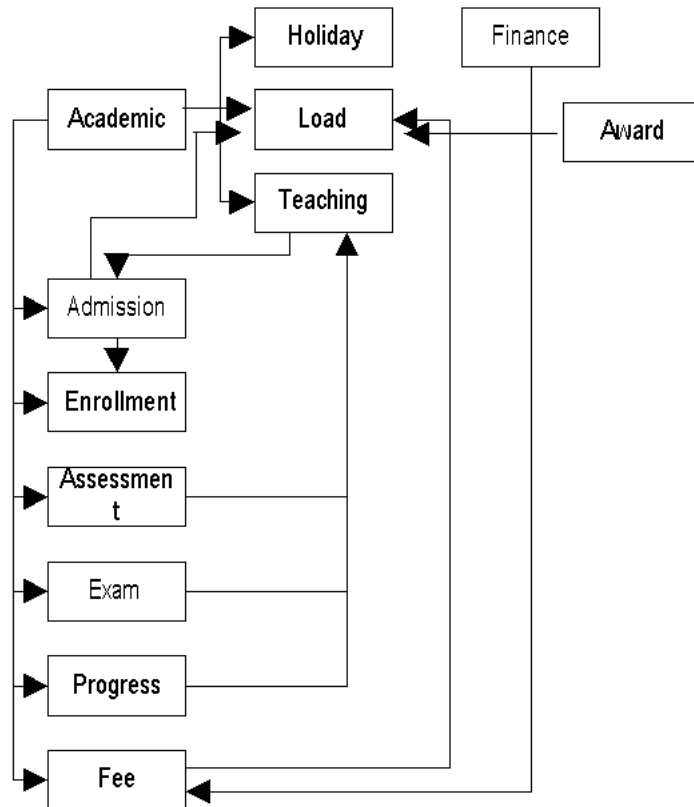 Holiday
Finance
Academic
Load
Award
Teaching
Admission
Enrollment
Assessmen
t
Exam
Progress
Fee